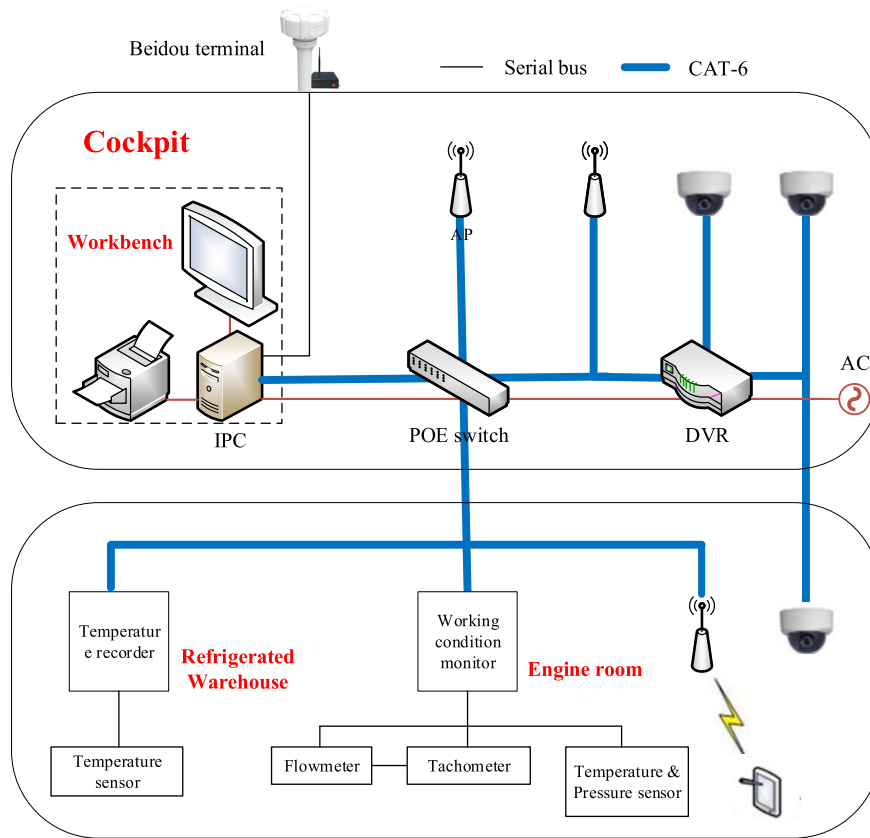 Beidou terminal
Serial bus
CAT-6
Cockpit
Workbench
AP
AC
IPC
POE switch
DVR
Temperatur
e recorder
Refrigerated
Warehouse
Working
condition
monitor
Engine room
Temperature
sensor
Flowmeter
Tachometer
Temperature &
Pressure sensor